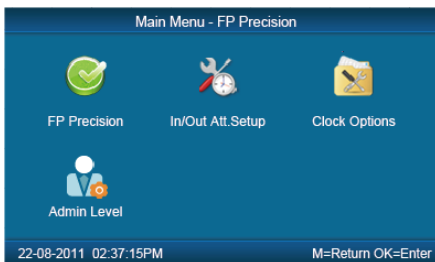 Main Menu - FP Precision
FP Precision In/Out Att.Setup Clock Options
Admin Level
22-08-2011 02:37:15PM M=Return OK=Enter